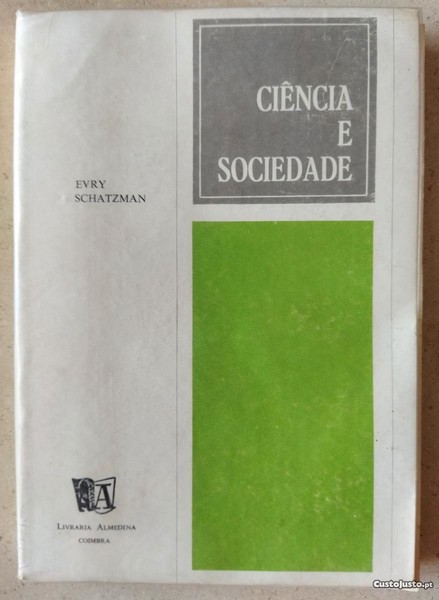 CIÊNCIA
E
SOCIEDADE
EVRY
SCHATZMAN
A
LIVRARIA ALMEDINA
COIMBRA
© CustoJusto.pt